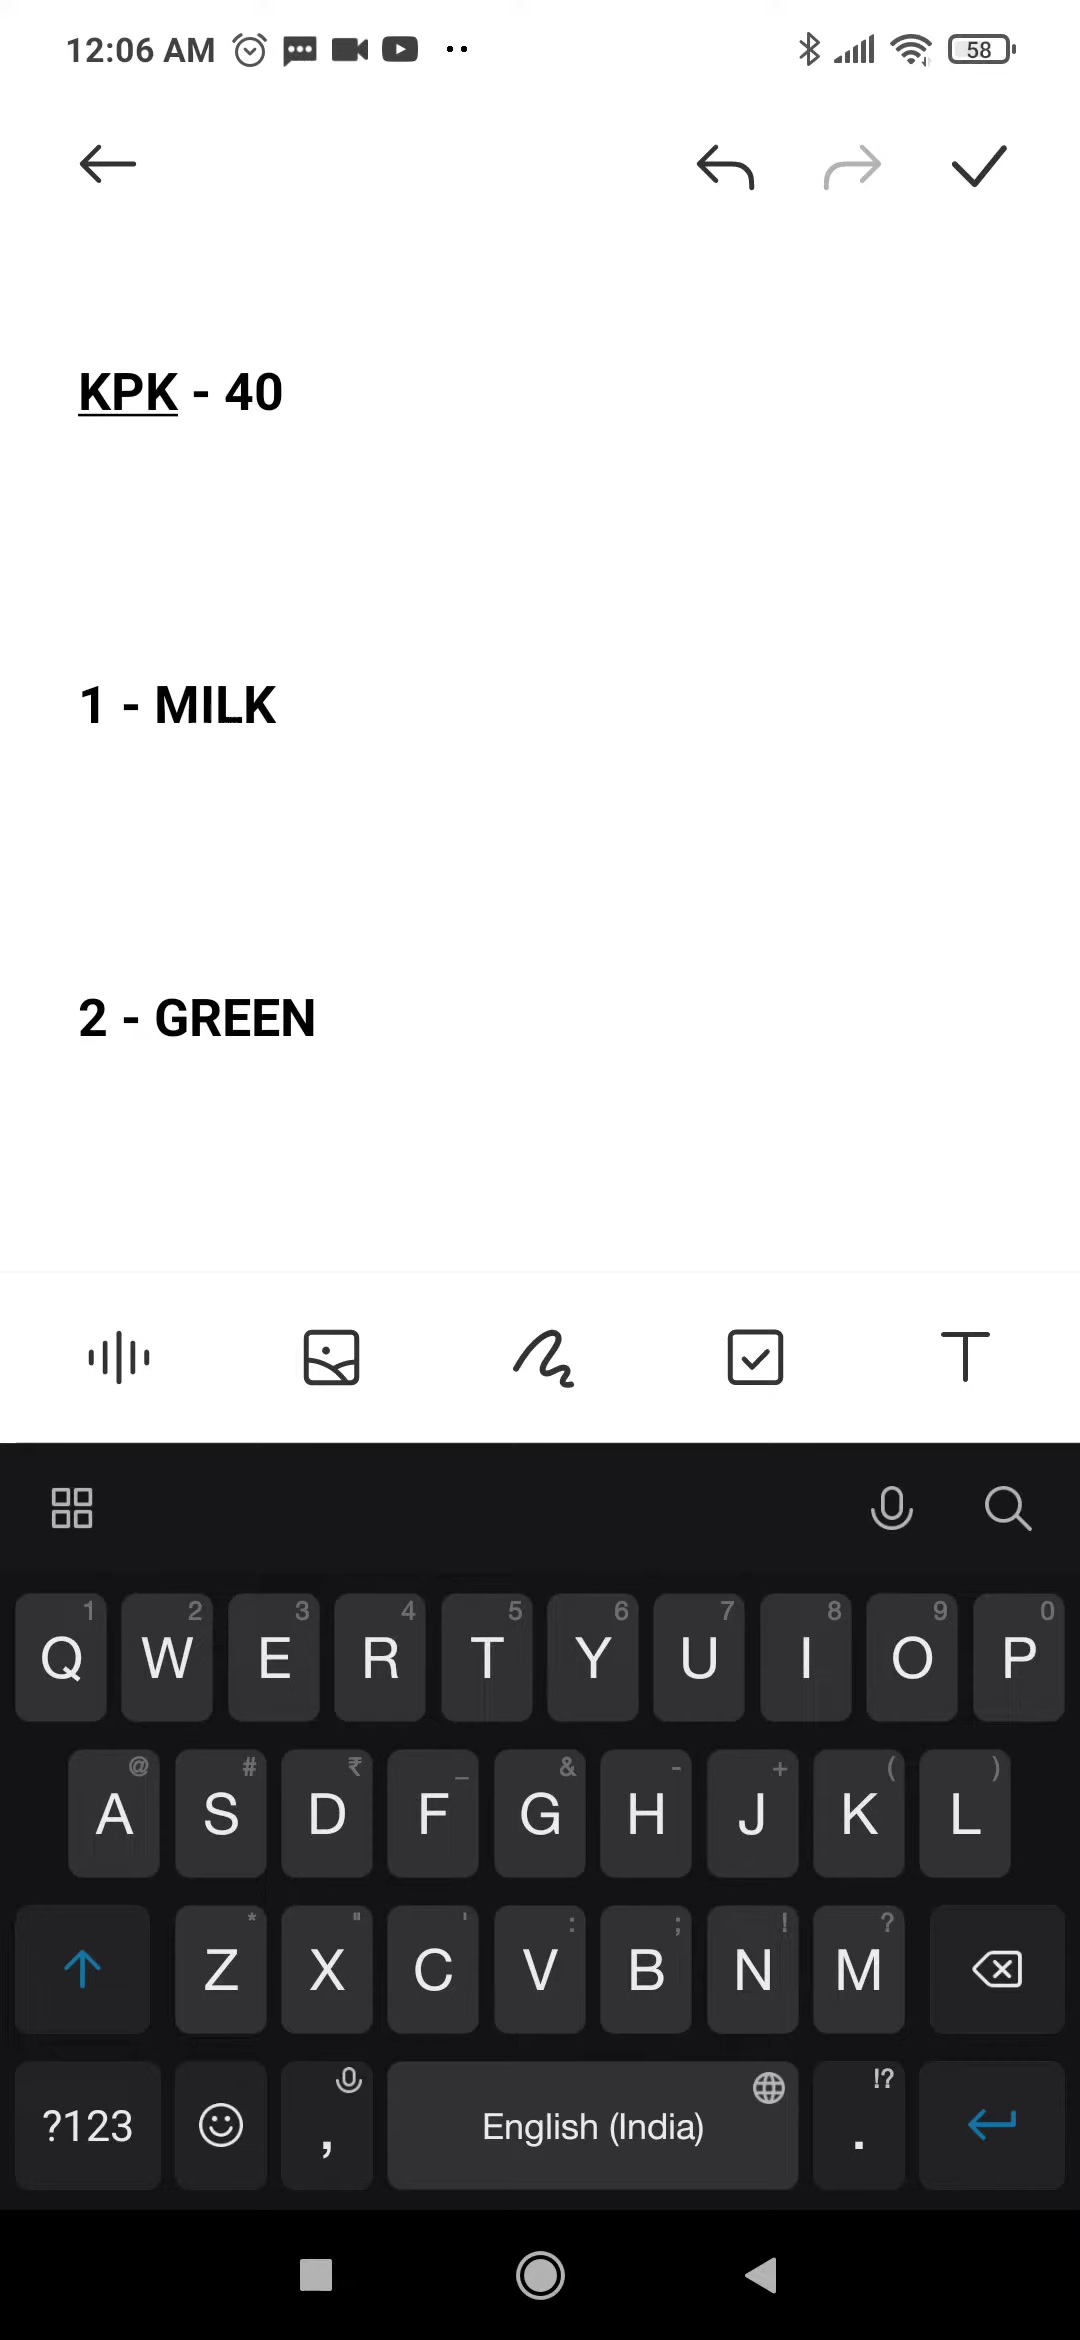 12:06 AM 58
KPK - 40
1 - MILK
2 - GREEN
1 2 3 4 5 6 7 8 9 0
Q W E R T Y U I O P
@ # ₹ _ & - + ( )
A S D F G H J K L
* " ' : ; ! ?
Z X C V B N M
!?
?123 , English (India) .